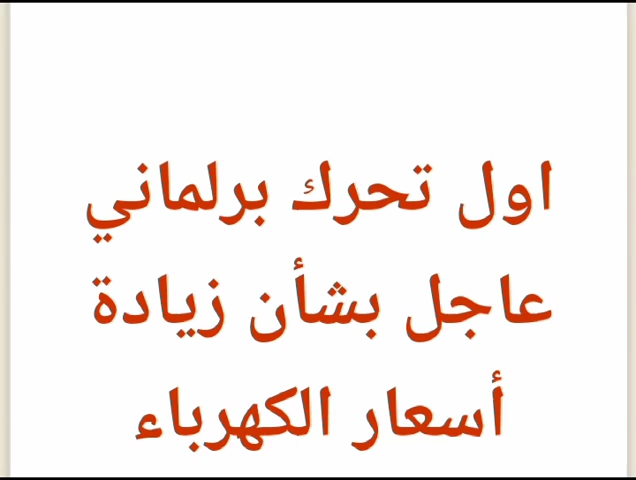 اول تحرك برلماني
عاجل بشأن زيادة
أسعار الكهرباء